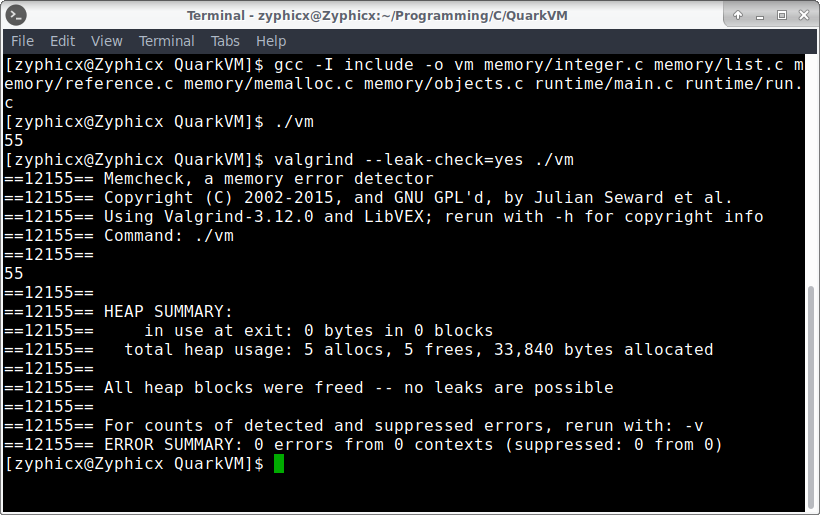 Terminal - zyphicx@Zyphicx:~/Programming/C/QuarkVM
File Edit View Terminal Tabs Help
[zyphicx@Zyphicx QuarkVM]$ gcc -I include -o vm memory/integer.c memory/list.c m
emory/reference.c memory/memalloc.c memory/objects.c runtime/main.c runtime/run.
c
[zyphicx@Zyphicx QuarkVM]$ ./vm
55
[zyphicx@Zyphicx QuarkVM]$ valgrind --leak-check=yes ./vm
==12155== Memcheck, a memory error detector
==12155== Copyright (C) 2002-2015, and GNU GPL'd, by Julian Seward et al.
==12155== Using Valgrind-3.12.0 and LibVEX; rerun with -h for copyright info
==12155== Command: ./vm
==12155==
55
==12155==
==12155== HEAP SUMMARY:
==12155==     in use at exit: 0 bytes in 0 blocks
==12155==   total heap usage: 5 allocs, 5 frees, 33,840 bytes allocated
==12155==
==12155== All heap blocks were freed -- no leaks are possible
==12155==
==12155== For counts of detected and suppressed errors, rerun with: -v
==12155== ERROR SUMMARY: 0 errors from 0 contexts (suppressed: 0 from 0)
[zyphicx@Zyphicx QuarkVM]$